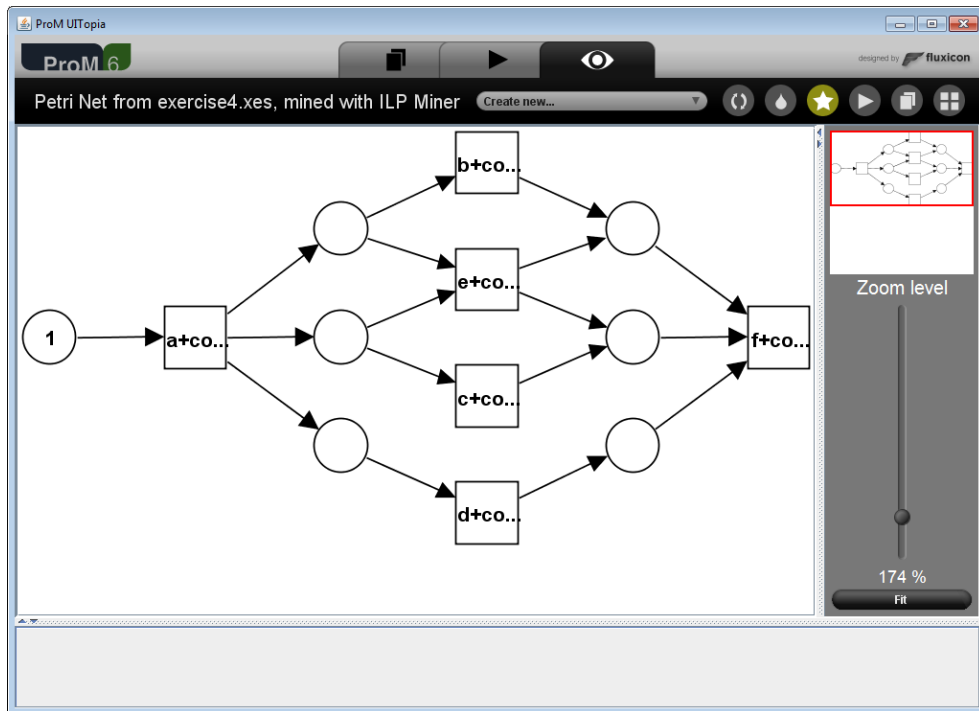 ProM UITopia
ProM 6
designed by fluxicon
Petri Net from exercise4.xes, mined with ILP Miner
Create new...
b+co...
e+co...
1
a+co...
f+co...
c+co...
d+co...
Zoom level
174 %
Fit